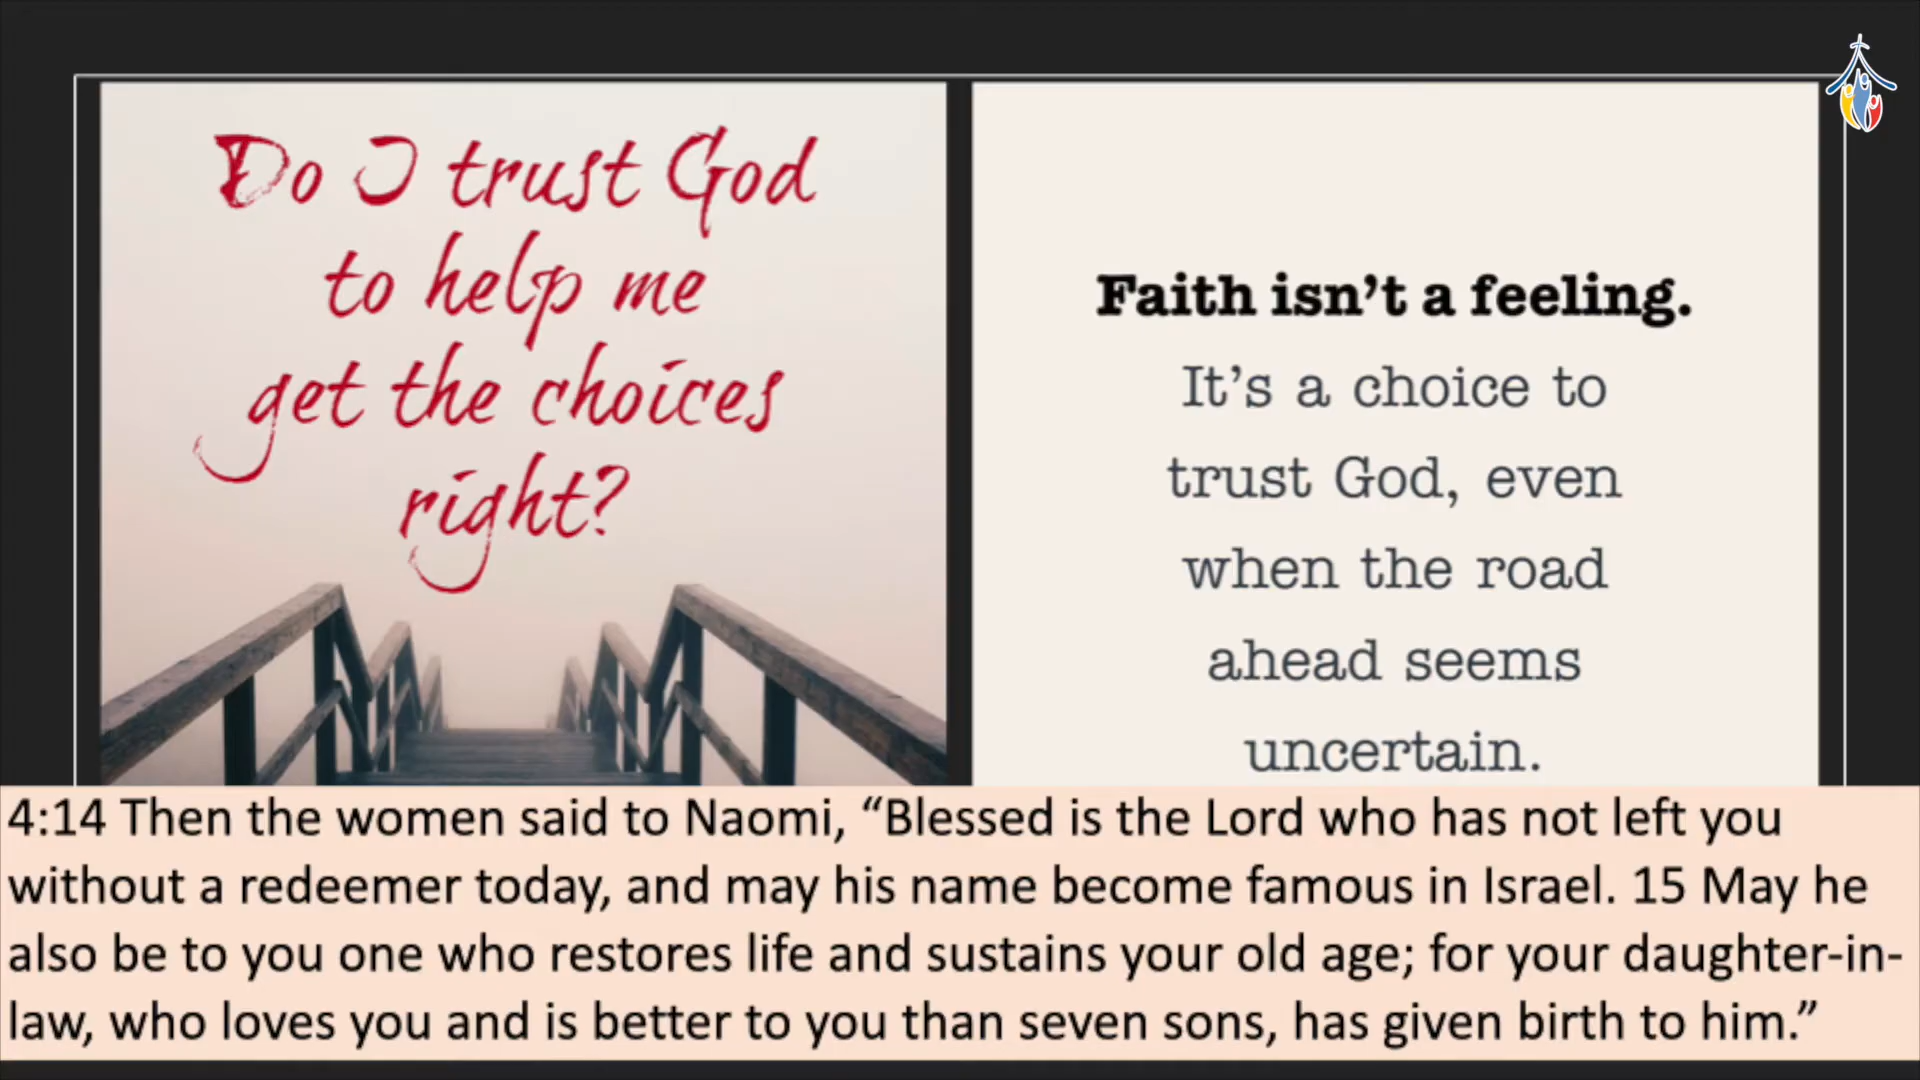 Do I trust God
to help me
get the choices
right?
Faith isn’t a feeling.
It’s a choice to
trust God, even
when the road
ahead seems
uncertain.
4:14 Then the women said to Naomi, “Blessed is the Lord who has not left you
without a redeemer today, and may his name become famous in Israel. 15 May he
also be to you one who restores life and sustains your old age; for your daughter-in-
law, who loves you and is better to you than seven sons, has given birth to him.”